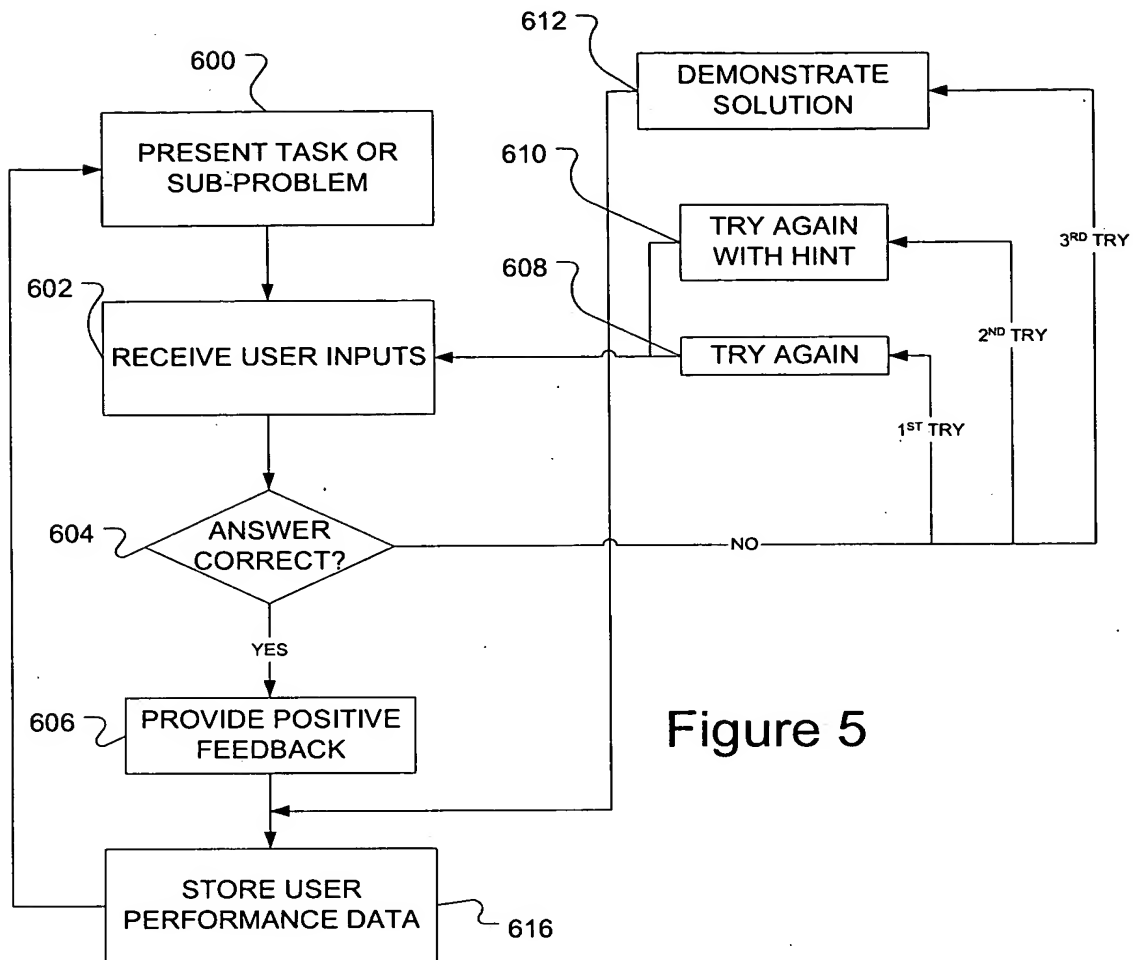 612
600
DEMONSTRATE
SOLUTION
PRESENT TASK OR
SUB-PROBLEM
610
TRY AGAIN
WITH HINT
3RD TRY
602
608
RECEIVE USER INPUTS
TRY AGAIN
2ND TRY
1ST TRY
604
ANSWER
CORRECT?
NO
YES
606
PROVIDE POSITIVE
FEEDBACK
Figure 5
STORE USER
PERFORMANCE DATA
616